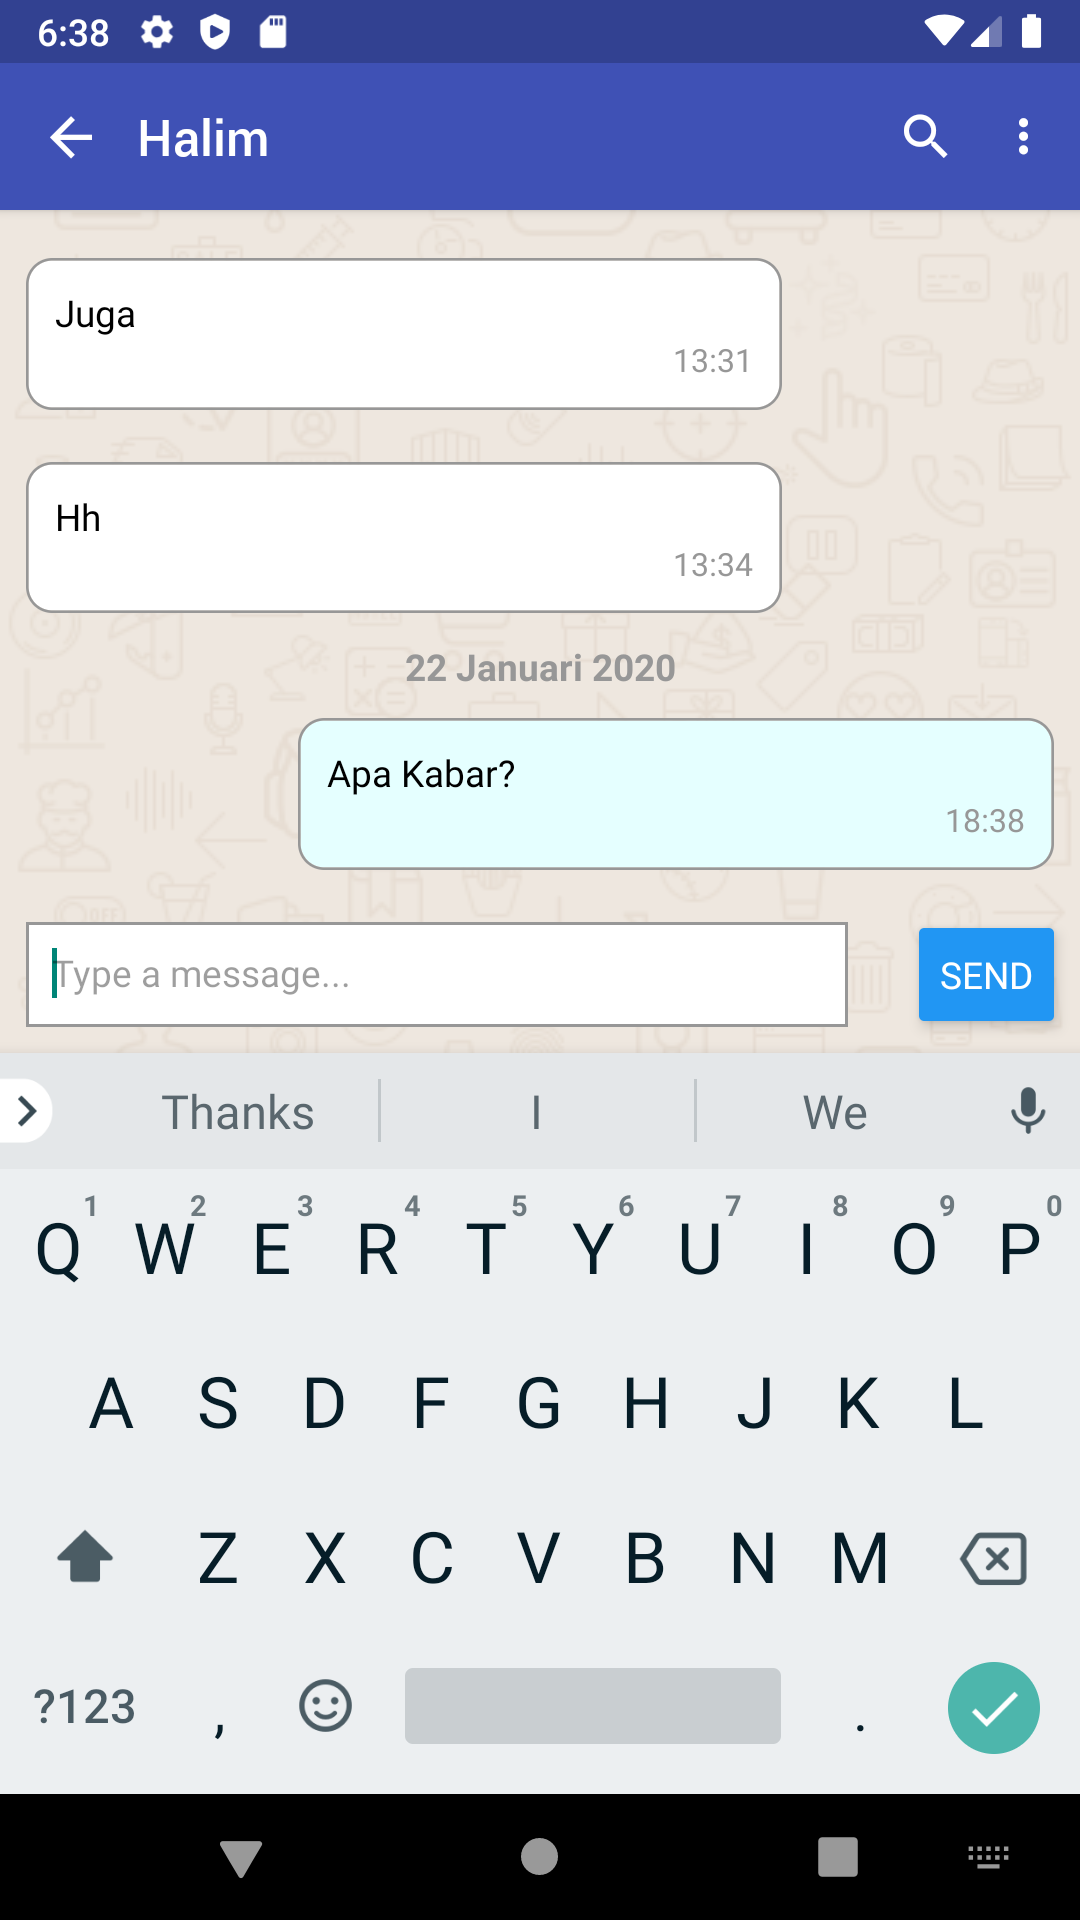 6:38
Halim
Juga
13:31
Hh
13:34
22 Januari 2020
Apa Kabar?
18:38
Type a message...
SEND
Thanks I We
1 2 3 4 5 6 7 8 9 0
Q W E R T Y U I O P
A S D F G H J K L
Z X C V B N M
?123 , .